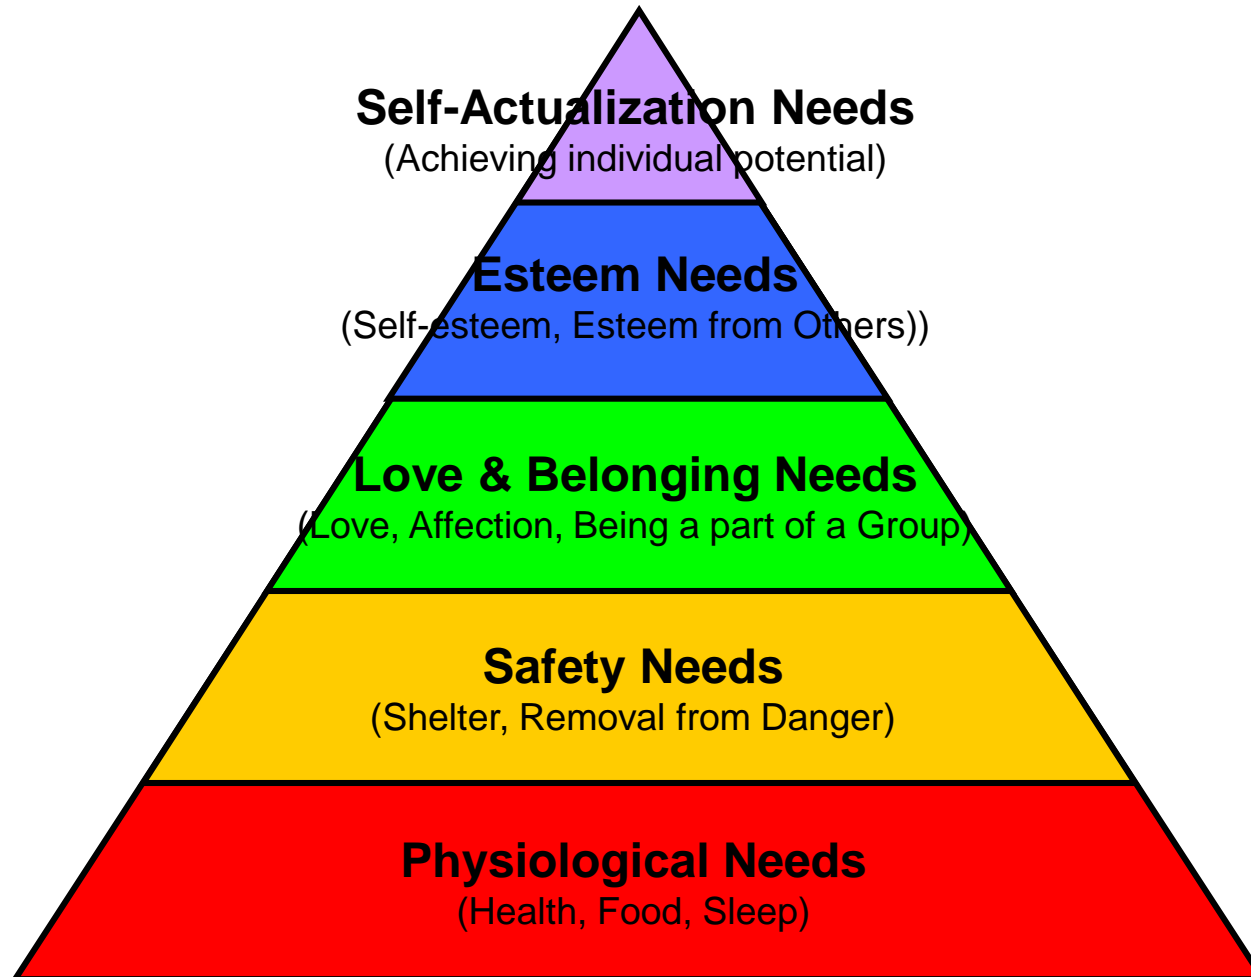 Self-Actualization Needs
(Achieving individual potential)
Esteem Needs
(Self-esteem, Esteem from Others))
Love & Belonging Needs
(Love, Affection, Being a part of a Group)
Safety Needs
(Shelter, Removal from Danger)
Physiological Needs
(Health, Food, Sleep)